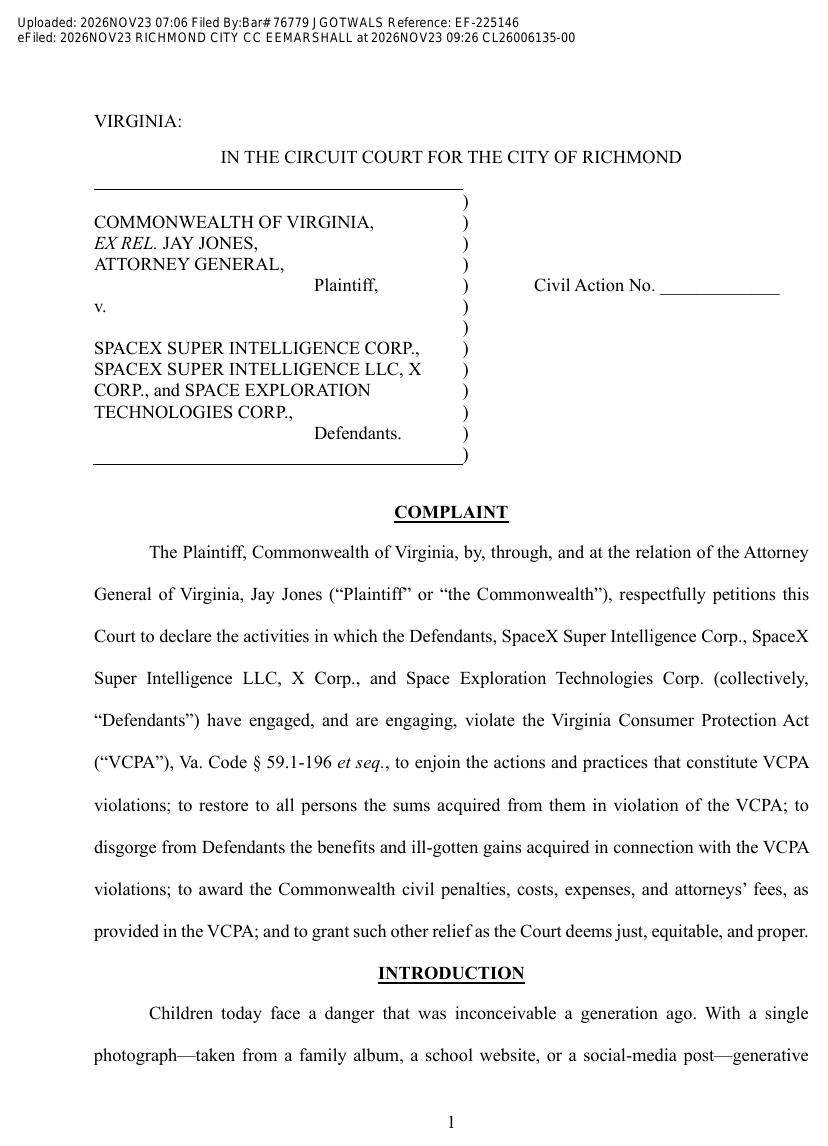 Uploaded: 2026NOV23 07:06 Filed By:Bar# 76779 JGOTWALS Reference: EF-225146
eFiled: 2026NOV23 RICHMOND CITY CC EEMARSHALL at 2026NOV23 09:26 CL26006135-00
VIRGINIA:
IN THE CIRCUIT COURT FOR THE CITY OF RICHMOND
)
COMMONWEALTH OF VIRGINIA, )
EX REL. JAY JONES, )
ATTORNEY GENERAL, )
Plaintiff, ) Civil Action No. _____________
v. )
)
SPACEX SUPER INTELLIGENCE CORP., )
SPACEX SUPER INTELLIGENCE LLC, X )
CORP., and SPACE EXPLORATION )
TECHNOLOGIES CORP., )
Defendants. )
)
COMPLAINT
The Plaintiff, Commonwealth of Virginia, by, through, and at the relation of the Attorney
General of Virginia, Jay Jones (“Plaintiff” or “the Commonwealth”), respectfully petitions this
Court to declare the activities in which the Defendants, SpaceX Super Intelligence Corp., SpaceX
Super Intelligence LLC, X Corp., and Space Exploration Technologies Corp. (collectively,
“Defendants”) have engaged, and are engaging, violate the Virginia Consumer Protection Act
(“VCPA”), Va. Code § 59.1-196 et seq., to enjoin the actions and practices that constitute VCPA
violations; to restore to all persons the sums acquired from them in violation of the VCPA; to
disgorge from Defendants the benefits and ill-gotten gains acquired in connection with the VCPA
violations; to award the Commonwealth civil penalties, costs, expenses, and attorneys’ fees, as
provided in the VCPA; and to grant such other relief as the Court deems just, equitable, and proper.
INTRODUCTION
Children today face a danger that was inconceivable a generation ago. With a single
photograph—taken from a family album, a school website, or a social-media post—generative
1